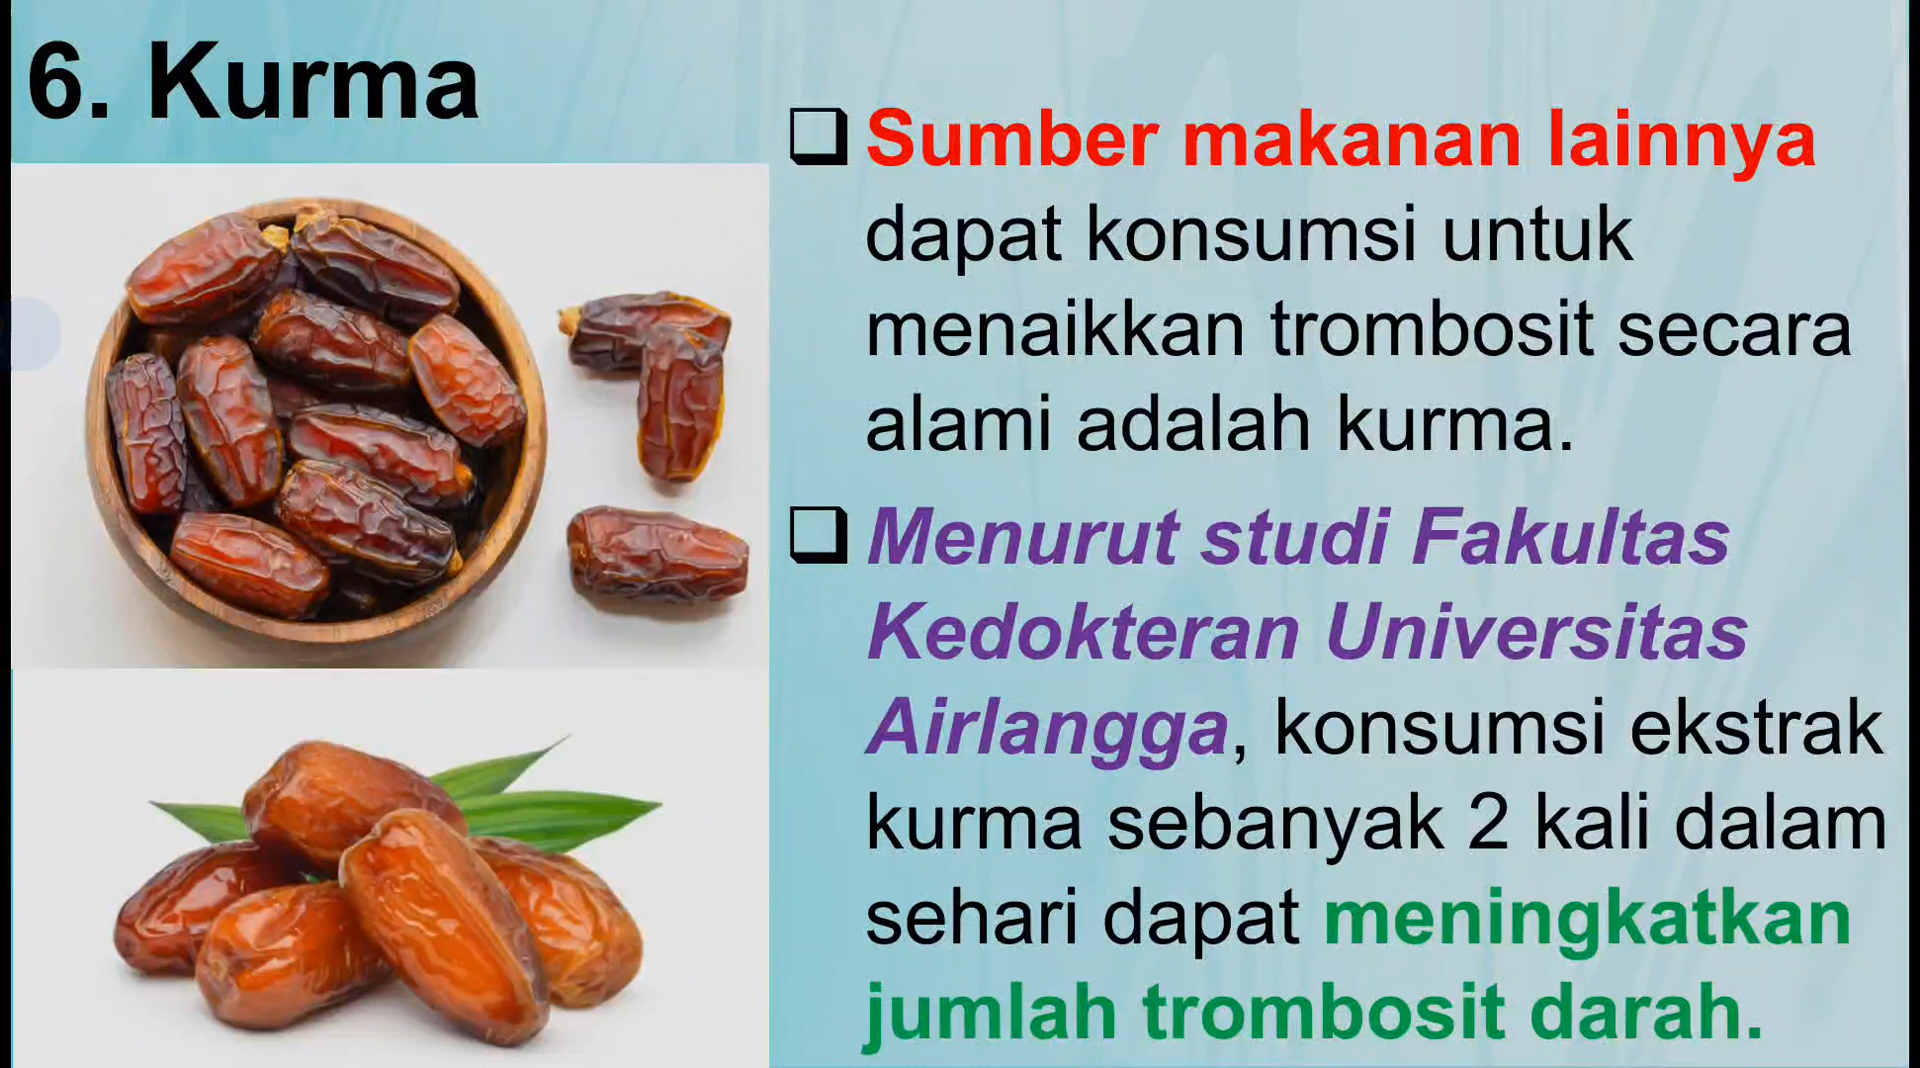 6. Kurma
Sumber makanan lainnya
dapat konsumsi untuk
menaikkan trombosit secara
alami adalah kurma.
Menurut studi Fakultas
Kedokteran Universitas
Airlangga, konsumsi ekstrak
kurma sebanyak 2 kali dalam
sehari dapat meningkatkan
jumlah trombosit darah.